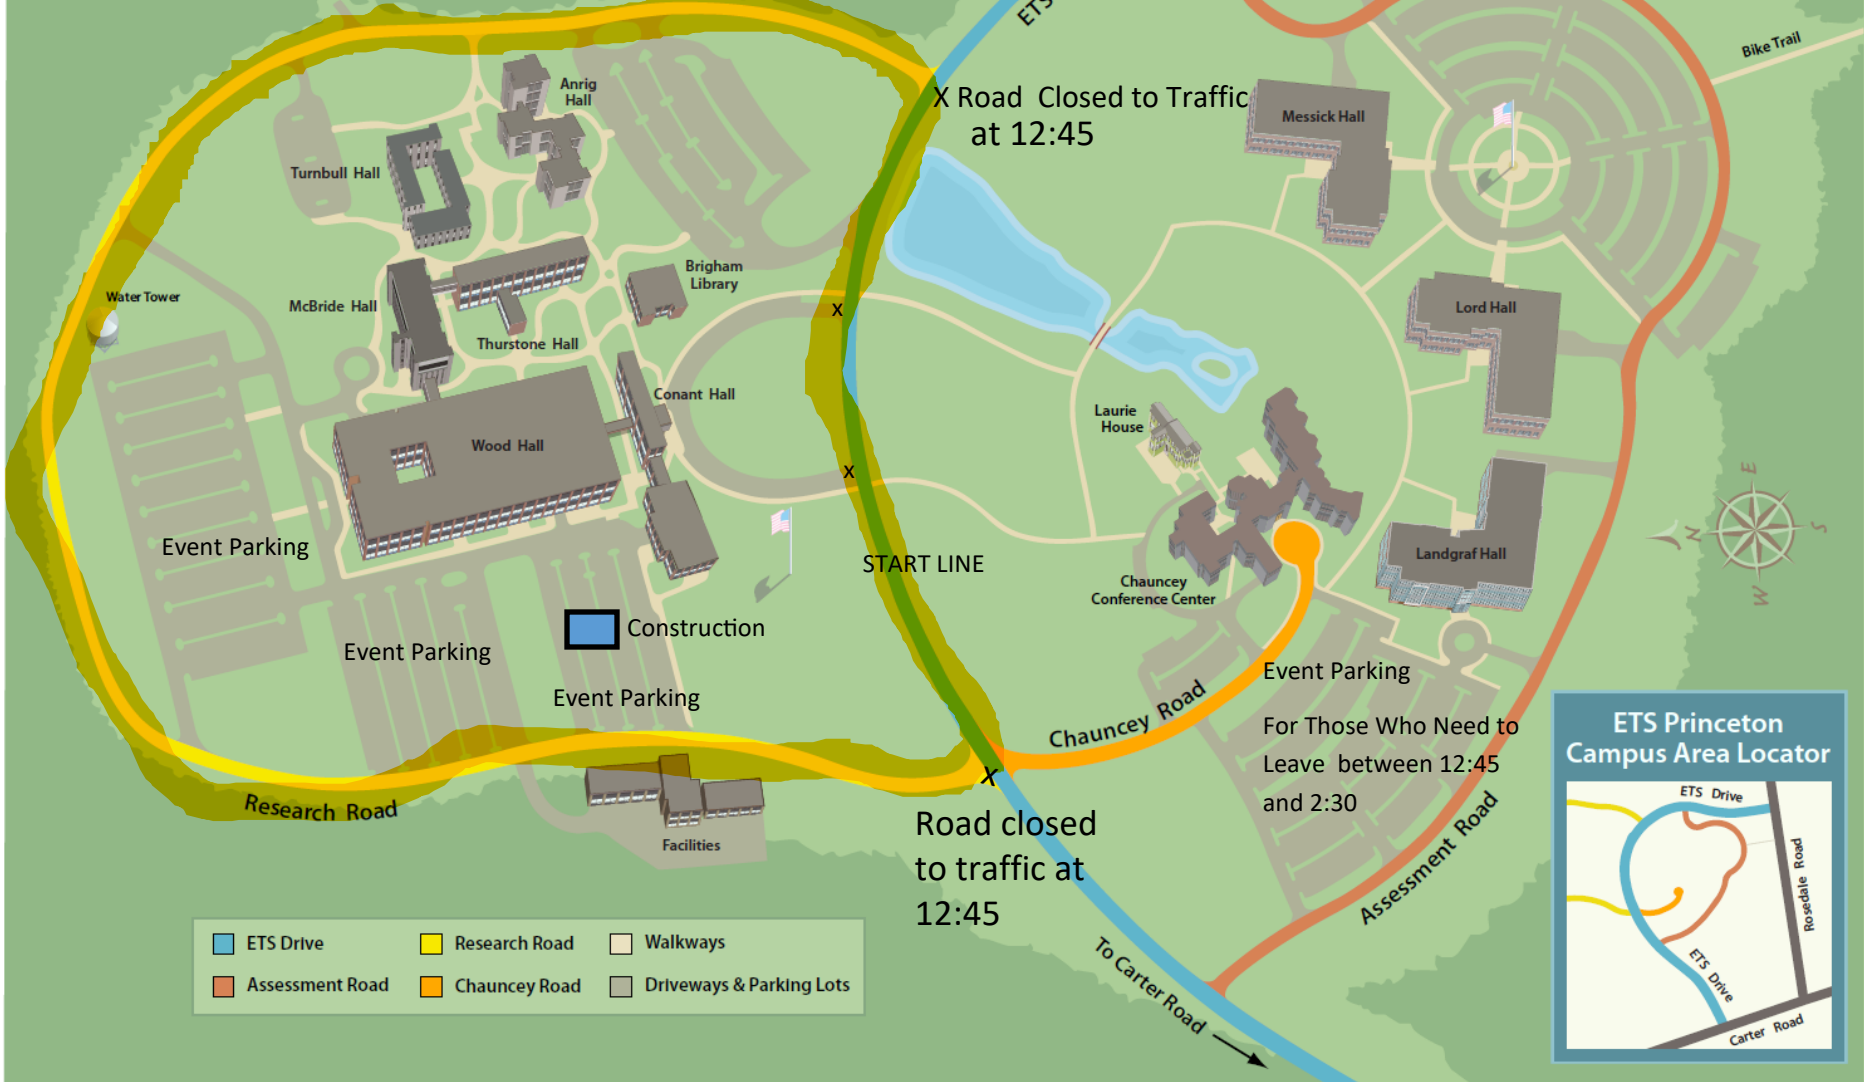 ETS
Bike Trail
Anrig
Hall
X Road Closed to Traffic
at 12:45
Messick Hall
Turnbull Hall
Brigham
Library
Water Tower
McBride Hall
x
Lord Hall
Thurstone Hall
Conant Hall
Laurie
House
Wood Hall
x
E
N
S
W
Event Parking
START LINE
Landgraf Hall
Chauncey
Conference Center
Construction
Event Parking
Event Parking
Chauncey Road
Event Parking
For Those Who Need to
Leave between 12:45
and 2:30
X
Research Road
Road closed
to traffic at
12:45
Facilities
Assessment Road
To Carter Road
ETS Drive
Research Road
Walkways
Assessment Road
Chauncey Road
Driveways & Parking Lots
ETS Princeton
Campus Area Locator
ETS Drive
Rosedale Road
ETS Drive
Carter Road